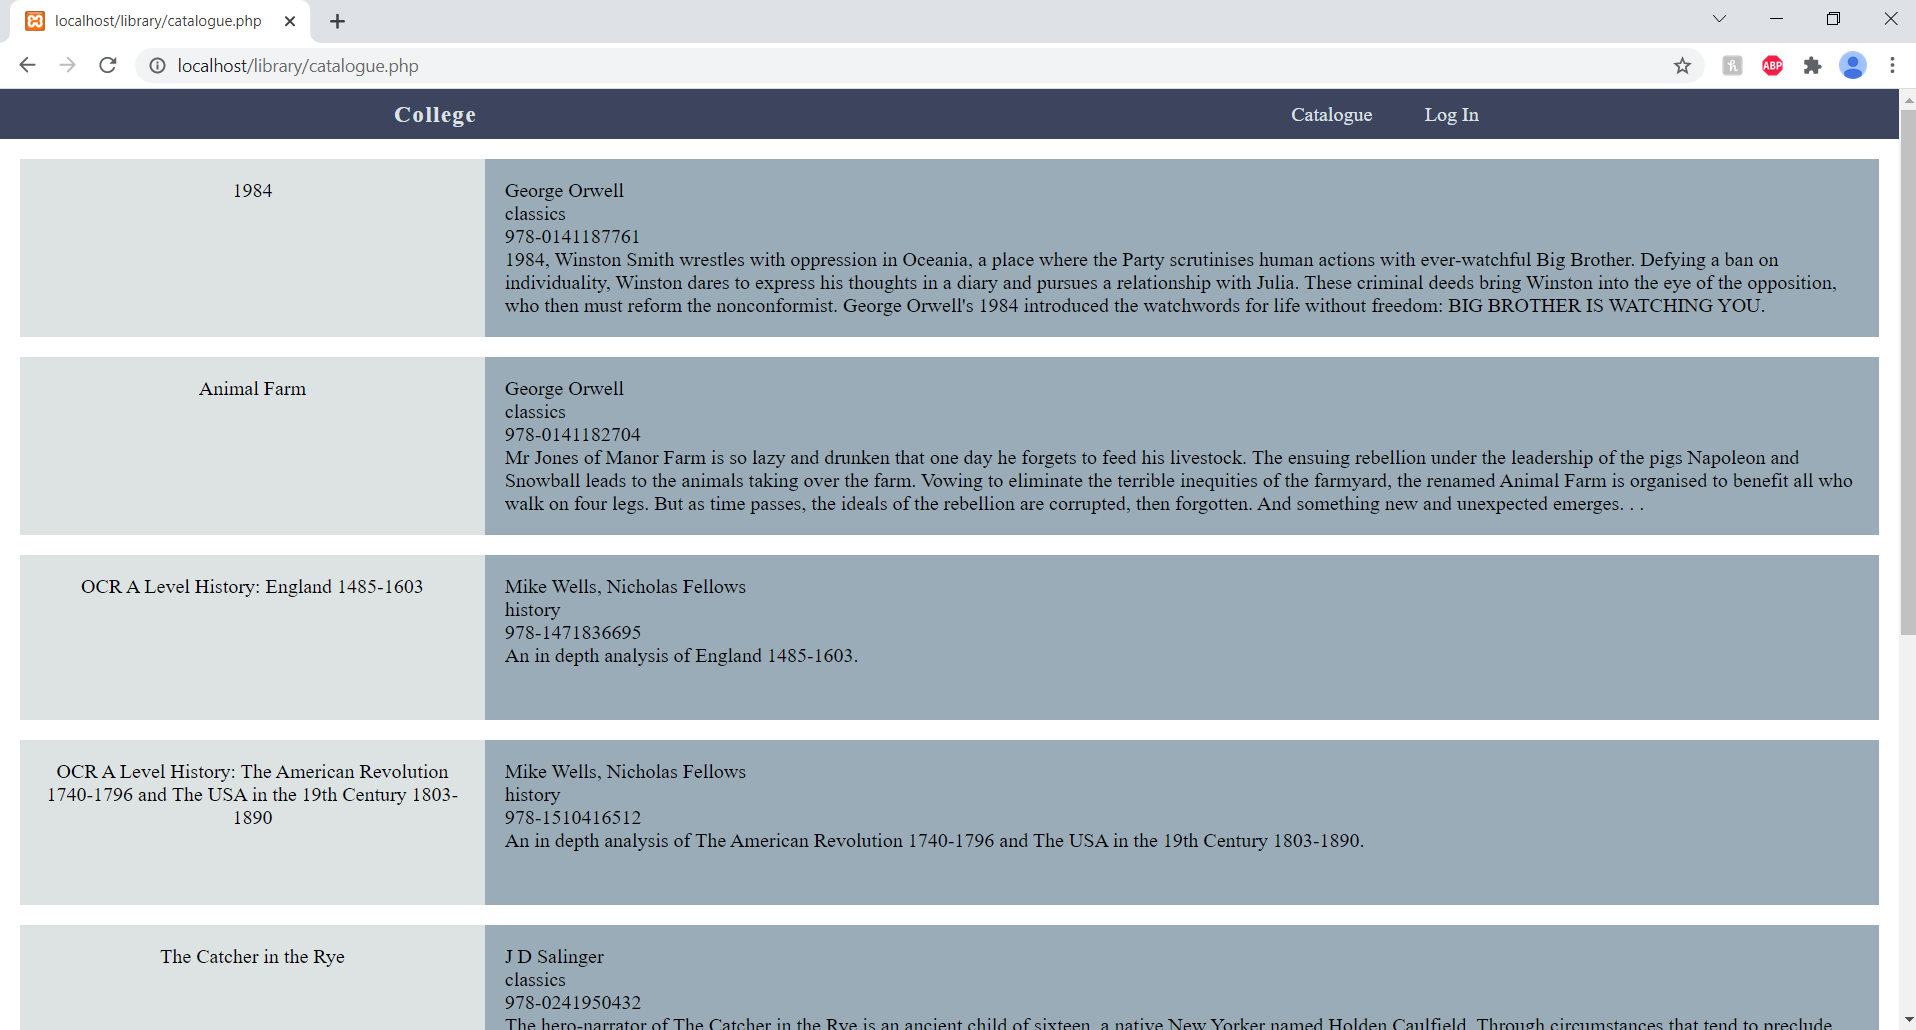 localhost/library/catalogue.php
localhost/library/catalogue.php
ABP
College
Catalogue
Log In
1984
George Orwell
classics
978-0141187761
1984, Winston Smith wrestles with oppression in Oceania, a place where the Party scrutinises human actions with ever-watchful Big Brother. Defying a ban on
individuality, Winston dares to express his thoughts in a diary and pursues a relationship with Julia. These criminal deeds bring Winston into the eye of the opposition,
who then must reform the nonconformist. George Orwell's 1984 introduced the watchwords for life without freedom: BIG BROTHER IS WATCHING YOU.
Animal Farm
George Orwell
classics
978-0141182704
Mr Jones of Manor Farm is so lazy and drunken that one day he forgets to feed his livestock. The ensuing rebellion under the leadership of the pigs Napoleon and
Snowball leads to the animals taking over the farm. Vowing to eliminate the terrible inequities of the farmyard, the renamed Animal Farm is organised to benefit all who
walk on four legs. But as time passes, the ideals of the rebellion are corrupted, then forgotten. And something new and unexpected emerges. . .
OCR A Level History: England 1485-1603
Mike Wells, Nicholas Fellows
history
978-1471836695
An in depth analysis of England 1485-1603.
OCR A Level History: The American Revolution
1740-1796 and The USA in the 19th Century 1803-
1890
Mike Wells, Nicholas Fellows
history
978-1510416512
An in depth analysis of The American Revolution 1740-1796 and The USA in the 19th Century 1803-1890.
The Catcher in the Rye
J D Salinger
classics
978-0241950432
The hero-narrator of The Catcher in the Rye is an ancient child of sixteen, a native New Yorker named Holden Caulfield. Through circumstances that tend to preclude